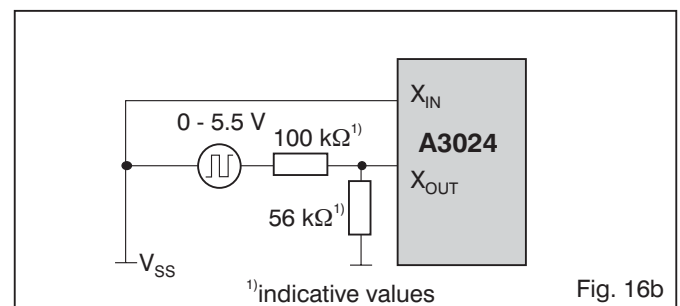 X_IN
0 - 5.5 V
100 kΩ¹⁾
A3024
X_OUT
56 kΩ¹⁾
V_SS
¹⁾indicative values
Fig. 16b